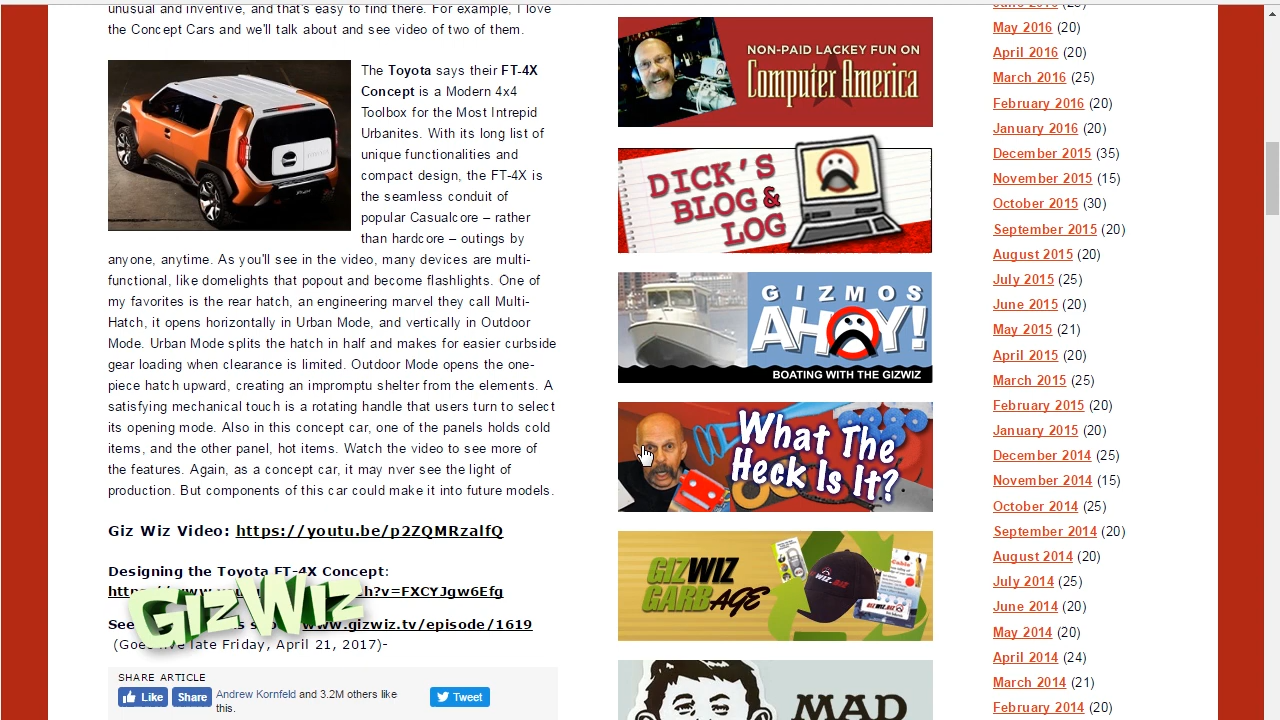 unusual and inventive, and that's easy to find there. For example, I love
the Concept Cars and we'll talk about and see video of two of them.
The Toyota says their FT-4X
Concept is a Modern 4x4
Toolbox for the Most Intrepid
Urbanites. With its long list of
unique functionalities and
compact design, the FT-4X is
the seamless conduit of
popular Casualcore – rather
than hardcore – outings by
anyone, anytime. As you'll see in the video, many devices are multi-
functional, like domelights that popout and become flashlights. One of
my favorites is the rear hatch, an engineering marvel they call Multi-
Hatch, it opens horizontally in Urban Mode, and vertically in Outdoor
Mode. Urban Mode splits the hatch in half and makes for easier curbside
gear loading when clearance is limited. Outdoor Mode opens the one-
piece hatch upward, creating an impromptu shelter from the elements. A
satisfying mechanical touch is a rotating handle that users turn to select
its opening mode. Also in this concept car, one of the panels holds cold
items, and the other panel, hot items. Watch the video to see more of
the features. Again, as a concept car, it may nver see the light of
production. But components of this car could make it into future models.
Giz Wiz Video: https://youtu.be/p2ZQMRzaIfQ
Designing the Toyota FT-4X Concept:
h?v=FXCYJgw6Efg
GIZ WIZ
See www.gizwiz.tv/episode/1619
(Goes live late Friday, April 21, 2017)-
SHARE ARTICLE
Like Share Andrew Kornfeld and 3.2M others like
this.
Tweet
NON-PAID LACKEY FUN ON
Computer America
DICK'S
BLOG &
LOG
GIZMOS
AHOY!
BOATING WITH THE GIZWIZ
WHAT THE
HECK IS IT?
GIZWIZ
GARBAGE
MAD
May 2016 (20)
April 2016 (20)
March 2016 (25)
February 2016 (20)
January 2016 (20)
December 2015 (35)
November 2015 (15)
October 2015 (30)
September 2015 (20)
August 2015 (20)
July 2015 (25)
June 2015 (20)
May 2015 (21)
April 2015 (20)
March 2015 (25)
February 2015 (20)
January 2015 (20)
December 2014 (25)
November 2014 (15)
October 2014 (25)
September 2014 (20)
August 2014 (20)
July 2014 (25)
June 2014 (20)
May 2014 (20)
April 2014 (24)
March 2014 (21)
February 2014 (20)